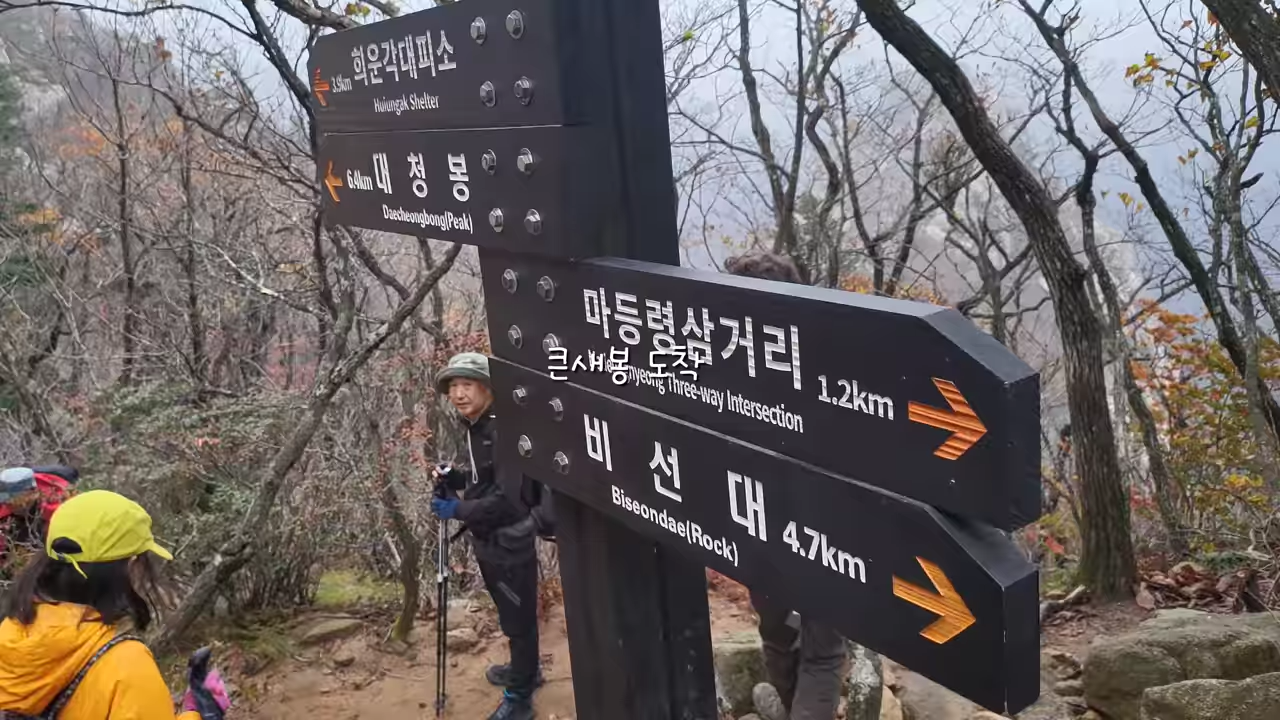 희운각대피소
3.9km
Huiungak Shelter
6.4km 대 청 봉
Daecheongbong(Peak)
마등령삼거리
1.2km
Three-way Intersection
큰새봉 도착
비 선 대
4.7km
Biseondae(Rock)